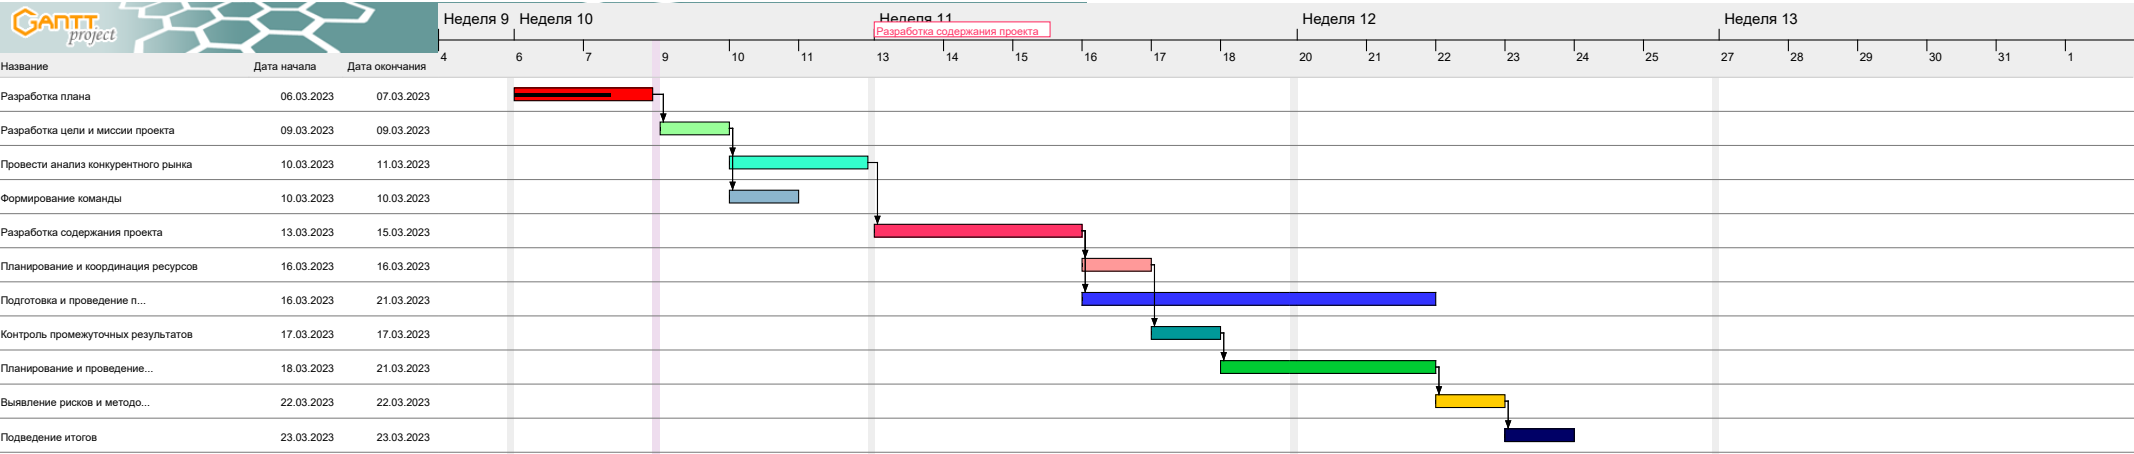 GANTT
project
Неделя 9 Неделя 10 Неделя 11 Неделя 12 Неделя 13
Разработка содержания проекта
4 6 7 9 10 11 13 14 15 16 17 18 20 21 22 23 24 25 27 28 29 30 31 1
Название Дата начала Дата окончания
Разработка плана 06.03.2023 07.03.2023
Разработка цели и миссии проекта 09.03.2023 09.03.2023
Провести анализ конкурентного рынка 10.03.2023 11.03.2023
Формирование команды 10.03.2023 10.03.2023
Разработка содержания проекта 13.03.2023 15.03.2023
Планирование и координация ресурсов 16.03.2023 16.03.2023
Подготовка и проведение п... 16.03.2023 21.03.2023
Контроль промежуточных результатов 17.03.2023 17.03.2023
Планирование и проведение... 18.03.2023 21.03.2023
Выявление рисков и методо... 22.03.2023 22.03.2023
Подведение итогов 23.03.2023 23.03.2023